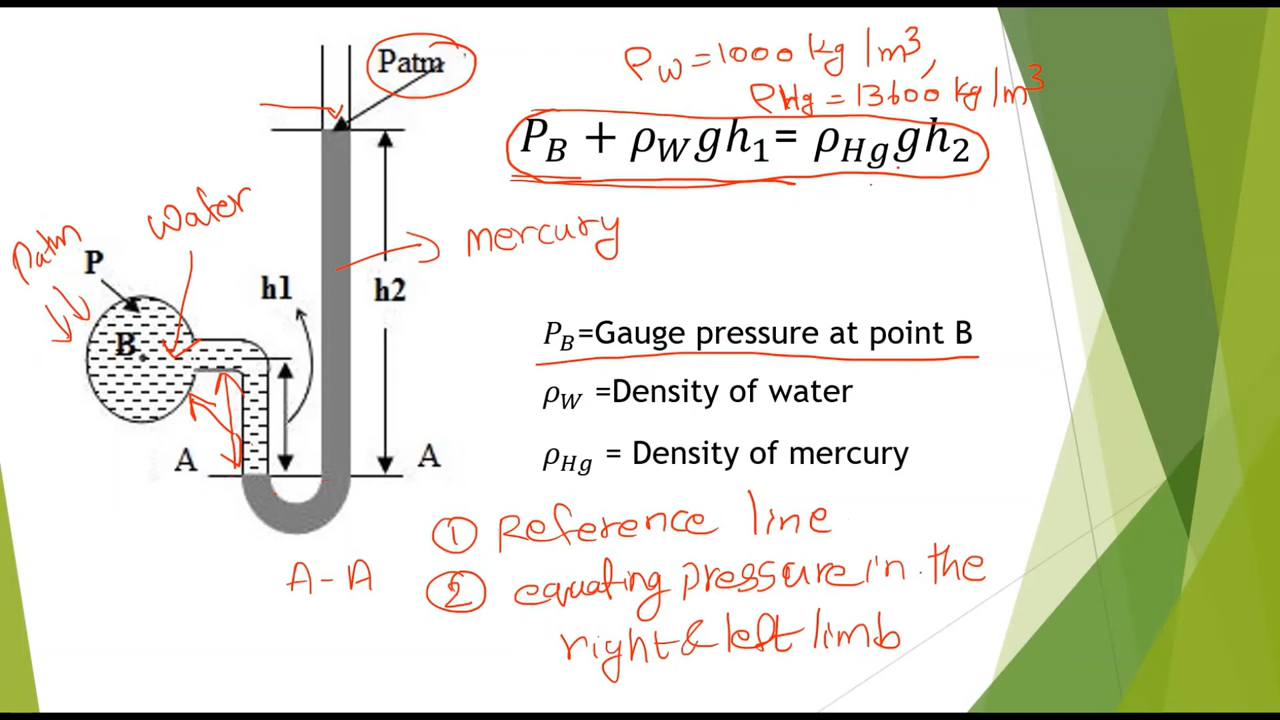 Patm
ρW = 1000 kg/m³,
ρHg = 13600 kg/m³
P_B + ρ_W gh₁ = ρ_Hg gh₂
water
mercury
Patm
P
h1
h2
B
P_B=Gauge pressure at point B
ρ_W =Density of water
ρ_Hg = Density of mercury
A
A
① Reference line
A-A
② equating pressure in the
right & left limb